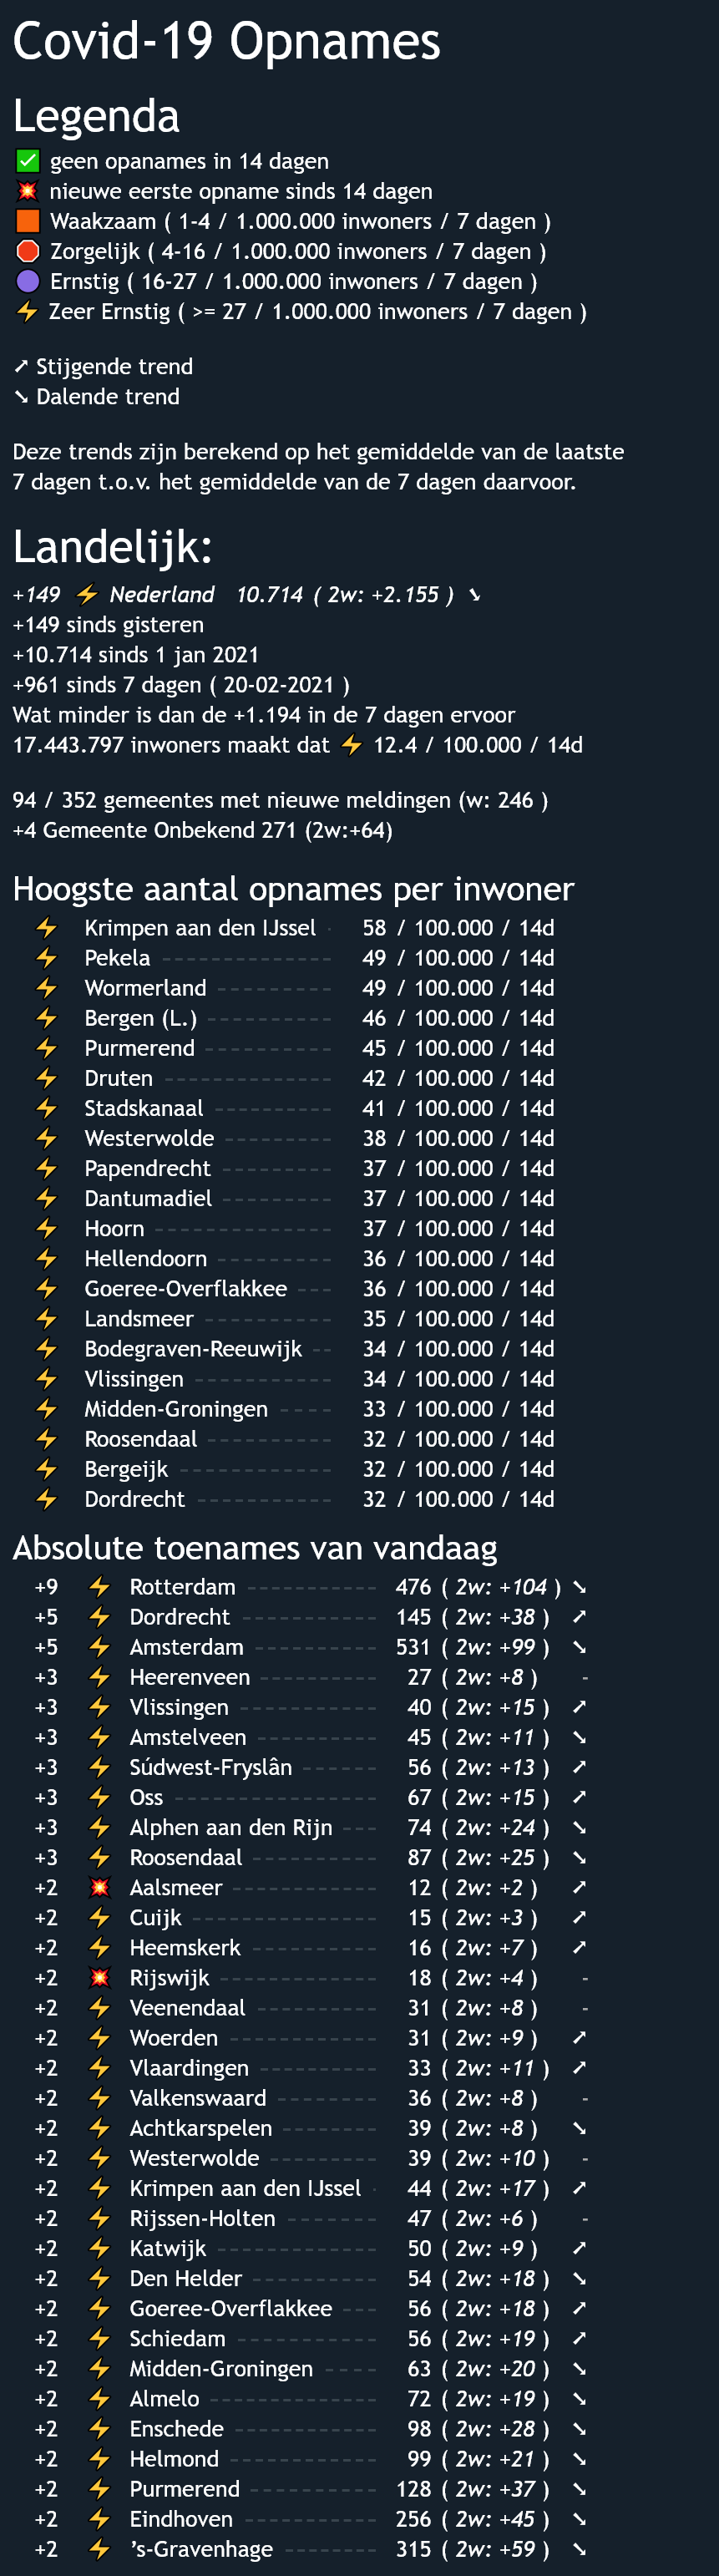 Covid-19 Opnames
Legenda
✅ geen opanames in 14 dagen
💥 nieuwe eerste opname sinds 14 dagen
🟧 Waakzaam ( 1-4 / 1.000.000 inwoners / 7 dagen )
🛑 Zorgelijk ( 4-16 / 1.000.000 inwoners / 7 dagen )
🟣 Ernstig ( 16-27 / 1.000.000 inwoners / 7 dagen )
⚡ Zeer Ernstig ( >= 27 / 1.000.000 inwoners / 7 dagen )
➚ Stijgende trend
➘ Dalende trend
Deze trends zijn berekend op het gemiddelde van de laatste
7 dagen t.o.v. het gemiddelde van de 7 dagen daarvoor.
Landelijk:
+149 ⚡ Nederland 10.714 ( 2w: +2.155 ) ➘
+149 sinds gisteren
+10.714 sinds 1 jan 2021
+961 sinds 7 dagen ( 20-02-2021 )
Wat minder is dan de +1.194 in de 7 dagen ervoor
17.443.797 inwoners maakt dat ⚡ 12.4 / 100.000 / 14d
94 / 352 gemeentes met nieuwe meldingen (w: 246 )
+4 Gemeente Onbekend 271 (2w:+64)
Hoogste aantal opnames per inwoner
⚡ Krimpen aan den IJssel - 58 / 100.000 / 14d
⚡ Pekela --------------- 49 / 100.000 / 14d
⚡ Wormerland ---------- 49 / 100.000 / 14d
⚡ Bergen (L.) ----------- 46 / 100.000 / 14d
⚡ Purmerend ----------- 45 / 100.000 / 14d
⚡ Druten --------------- 42 / 100.000 / 14d
⚡ Stadskanaal ---------- 41 / 100.000 / 14d
⚡ Westerwolde --------- 38 / 100.000 / 14d
⚡ Papendrecht --------- 37 / 100.000 / 14d
⚡ Dantumadiel --------- 37 / 100.000 / 14d
⚡ Hoorn --------------- 37 / 100.000 / 14d
⚡ Hellendoorn ---------- 36 / 100.000 / 14d
⚡ Goeree-Overflakkee --- 36 / 100.000 / 14d
⚡ Landsmeer ----------- 35 / 100.000 / 14d
⚡ Bodegraven-Reeuwijk -- 34 / 100.000 / 14d
⚡ Vlissingen ------------ 34 / 100.000 / 14d
⚡ Midden-Groningen ---- 33 / 100.000 / 14d
⚡ Roosendaal ----------- 32 / 100.000 / 14d
⚡ Bergeijk ------------- 32 / 100.000 / 14d
⚡ Dordrecht ------------ 32 / 100.000 / 14d
Absolute toenames van vandaag
+9 ⚡ Rotterdam ----------- 476 ( 2w: +104 ) ➘
+5 ⚡ Dordrecht ------------ 145 ( 2w: +38 ) ➚
+5 ⚡ Amsterdam ----------- 531 ( 2w: +99 ) ➘
+3 ⚡ Heerenveen ---------- 27 ( 2w: +8 ) -
+3 ⚡ Vlissingen ------------ 40 ( 2w: +15 ) ➚
+3 ⚡ Amstelveen ---------- 45 ( 2w: +11 ) ➘
+3 ⚡ Súdwest-Fryslân ------ 56 ( 2w: +13 ) ➚
+3 ⚡ Oss ----------------- 67 ( 2w: +15 ) ➚
+3 ⚡ Alphen aan den Rijn --- 74 ( 2w: +24 ) ➘
+3 ⚡ Roosendaal ----------- 87 ( 2w: +25 ) ➘
+2 💥 Aalsmeer ------------ 12 ( 2w: +2 ) ➚
+2 ⚡ Cuijk ---------------- 15 ( 2w: +3 ) ➚
+2 ⚡ Heemskerk ----------- 16 ( 2w: +7 ) ➚
+2 💥 Rijswijk ------------- 18 ( 2w: +4 ) -
+2 ⚡ Veenendaal ---------- 31 ( 2w: +8 ) -
+2 ⚡ Woerden ------------- 31 ( 2w: +9 ) ➚
+2 ⚡ Vlaardingen ---------- 33 ( 2w: +11 ) ➚
+2 ⚡ Valkenswaard -------- 36 ( 2w: +8 ) -
+2 ⚡ Achtkarspelen -------- 39 ( 2w: +8 ) ➘
+2 ⚡ Westerwolde --------- 39 ( 2w: +10 ) -
+2 ⚡ Krimpen aan den IJssel - 44 ( 2w: +17 ) ➚
+2 ⚡ Rijssen-Holten ------- 47 ( 2w: +6 ) -
+2 ⚡ Katwijk ------------- 50 ( 2w: +9 ) ➚
+2 ⚡ Den Helder ---------- 54 ( 2w: +18 ) ➘
+2 ⚡ Goeree-Overflakkee --- 56 ( 2w: +18 ) ➚
+2 ⚡ Schiedam ------------ 56 ( 2w: +19 ) ➚
+2 ⚡ Midden-Groningen ---- 63 ( 2w: +20 ) ➘
+2 ⚡ Almelo -------------- 72 ( 2w: +19 ) ➘
+2 ⚡ Enschede ------------ 98 ( 2w: +28 ) ➘
+2 ⚡ Helmond ------------- 99 ( 2w: +21 ) ➘
+2 ⚡ Purmerend ----------- 128 ( 2w: +37 ) ➘
+2 ⚡ Eindhoven ----------- 256 ( 2w: +45 ) ➘
+2 ⚡ 's-Gravenhage -------- 315 ( 2w: +59 ) ➘